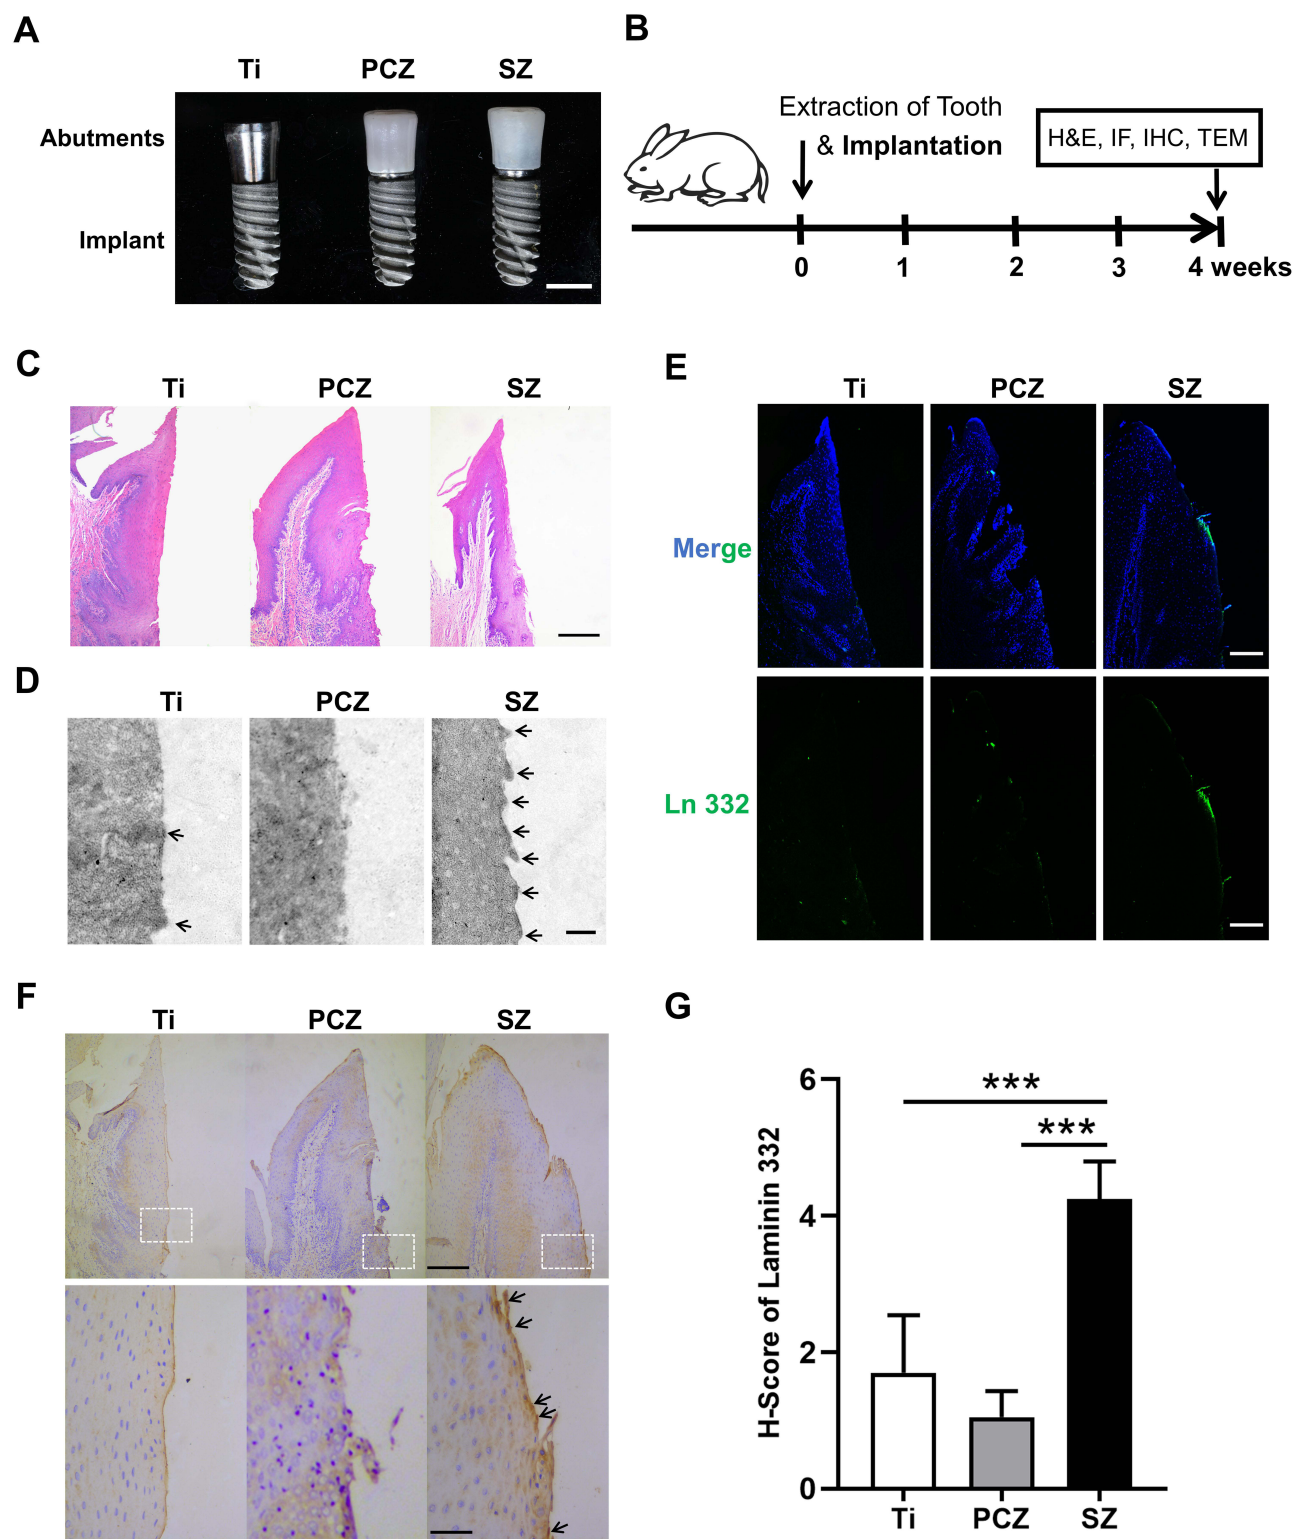 A
Ti PCZ SZ
Abutments
Implant
B
Extraction of Tooth
& Implantation
H&E, IF, IHC, TEM
0 1 2 3 4 weeks
C
Ti PCZ SZ
D
Ti PCZ SZ
E
Ti PCZ SZ
Merge
Ln 332
F
Ti PCZ SZ
G
H-Score of Laminin 332
6
4
2
0
***
***
Ti PCZ SZ